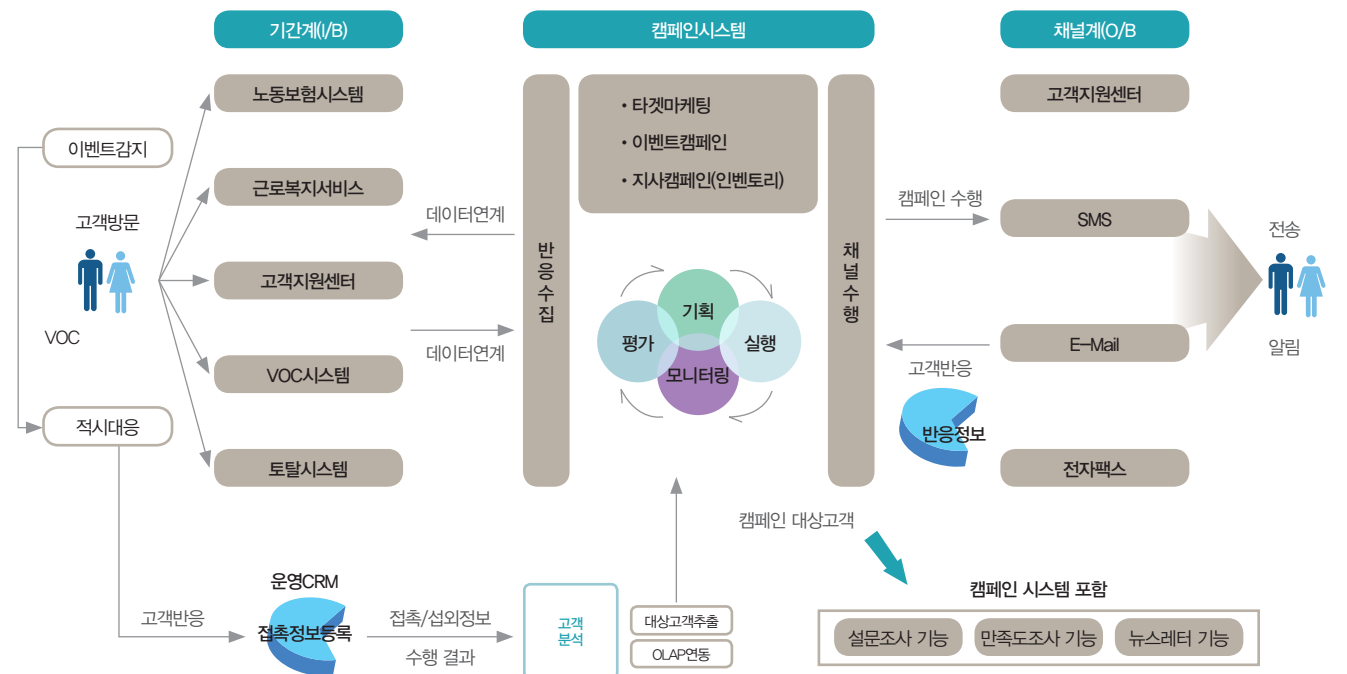 기간계(I/B)
캠페인시스템
채널계(O/B
노동보험시스템
근로복지서비스
고객지원센터
VOC시스템
토탈시스템
이벤트감지
고객방문
VOC
적시대응
데이터연계
데이터연계
반응수집
・타겟마케팅
・이벤트캠페인
・지사캠페인(인벤토리)
기획
평가
실행
모니터링
채널수행
캠페인 수행
고객반응
반응정보
고객지원센터
SMS
E-Mail
전자팩스
전송
알림
고객반응
운영CRM
접촉정보등록
접촉/섭외정보
수행 결과
고객
분석
대상고객추출
OLAP연동
캠페인 대상고객
캠페인 시스템 포함
설문조사 기능
만족도조사 기능
뉴스레터 기능